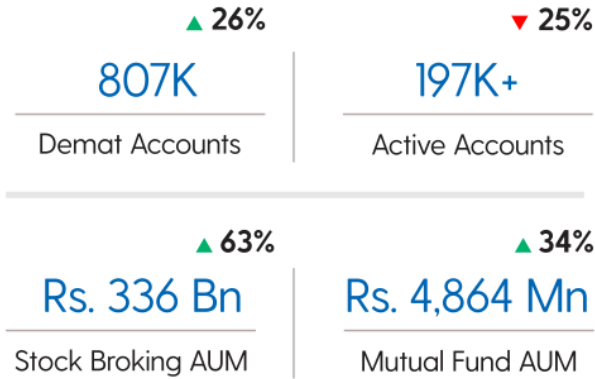 ▲ 26%
▼ 25%
807K
197K+
Demat Accounts
Active Accounts
▲ 63%
▲ 34%
Rs. 336 Bn
Rs. 4,864 Mn
Stock Broking AUM
Mutual Fund AUM